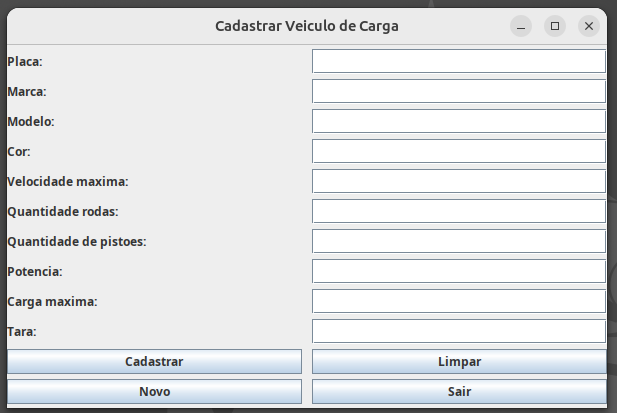 Cadastrar Veiculo de Carga
Placa:
Marca:
Modelo:
Cor:
Velocidade maxima:
Quantidade rodas:
Quantidade de pistoes:
Potencia:
Carga maxima:
Tara:
Cadastrar Limpar
Novo Sair